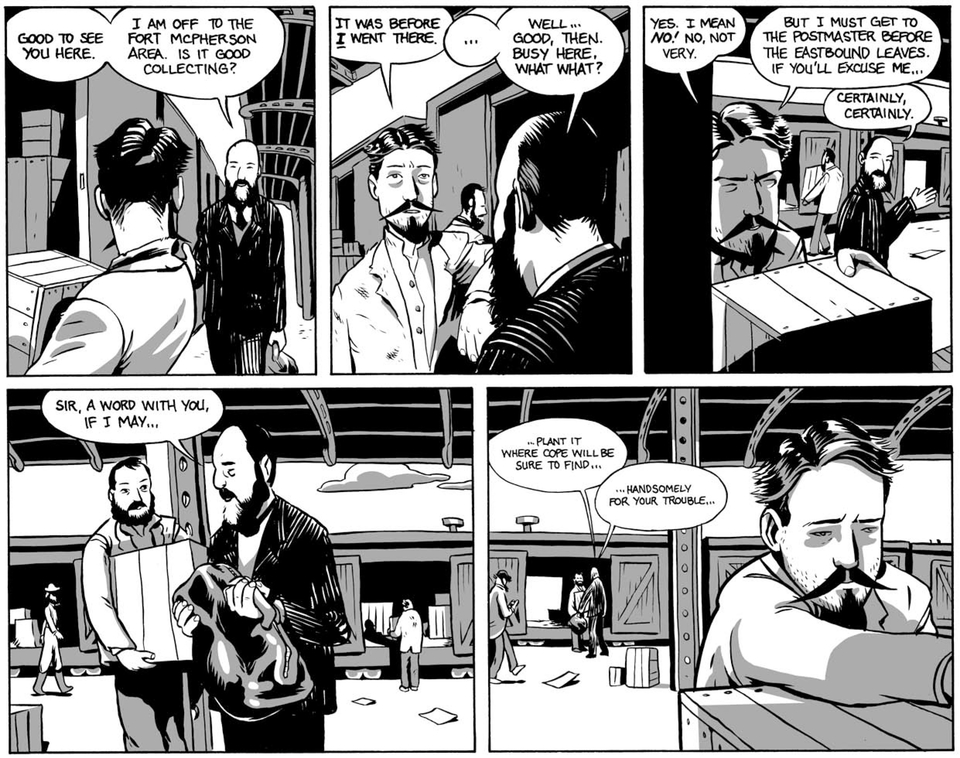 GOOD TO SEE
YOU HERE.
I AM OFF TO THE
FORT MCPHERSON
AREA. IS IT GOOD
COLLECTING?
IT WAS BEFORE
I WENT THERE.
...
WELL...
GOOD, THEN.
BUSY HERE,
WHAT WHAT?
YES. I MEAN
NO! NO, NOT
VERY.
BUT I MUST GET TO
THE POSTMASTER BEFORE
THE EASTBOUND LEAVES.
IF YOU'LL EXCUSE ME...
CERTAINLY,
CERTAINLY.
SIR, A WORD WITH YOU,
IF I MAY...
...PLANT IT
WHERE COPE WILL BE
SURE TO FIND...
...HANDSOMELY
FOR YOUR TROUBLE...